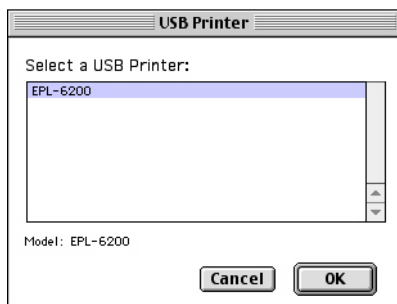 USB Printer
Select a USB Printer:
EPL-6200
Model: EPL-6200
Cancel
OK